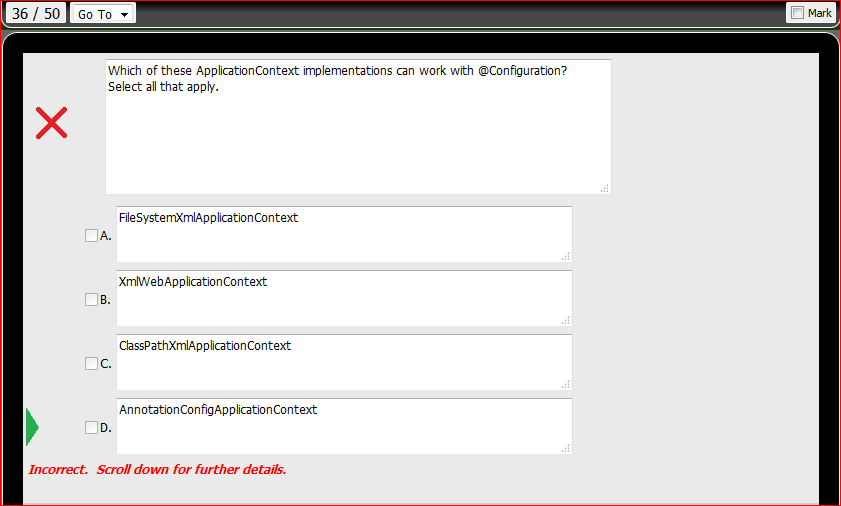 36 / 50 Go To Mark
Which of these ApplicationContext implementations can work with @Configuration?
Select all that apply.
A. FileSystemXmlApplicationContext
B. XmlWebApplicationContext
C. ClassPathXmlApplicationContext
D. AnnotationConfigApplicationContext
Incorrect. Scroll down for further details.